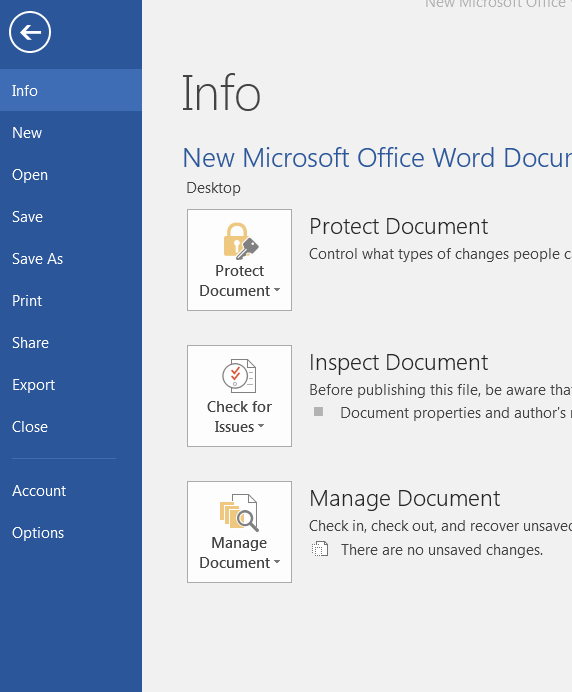 New Microsoft Office
Info
New
Open
Save
Save As
Print
Share
Export
Close
Account
Options
Info
New Microsoft Office Word
Desktop
Protect
Document
Protect Document
Control what types of changes people
Check for
Issues
Inspect Document
Before publishing this file, be aware
Document properties and author's
Manage
Document
Manage Document
Check in, check out, and recover
There are no unsaved changes.